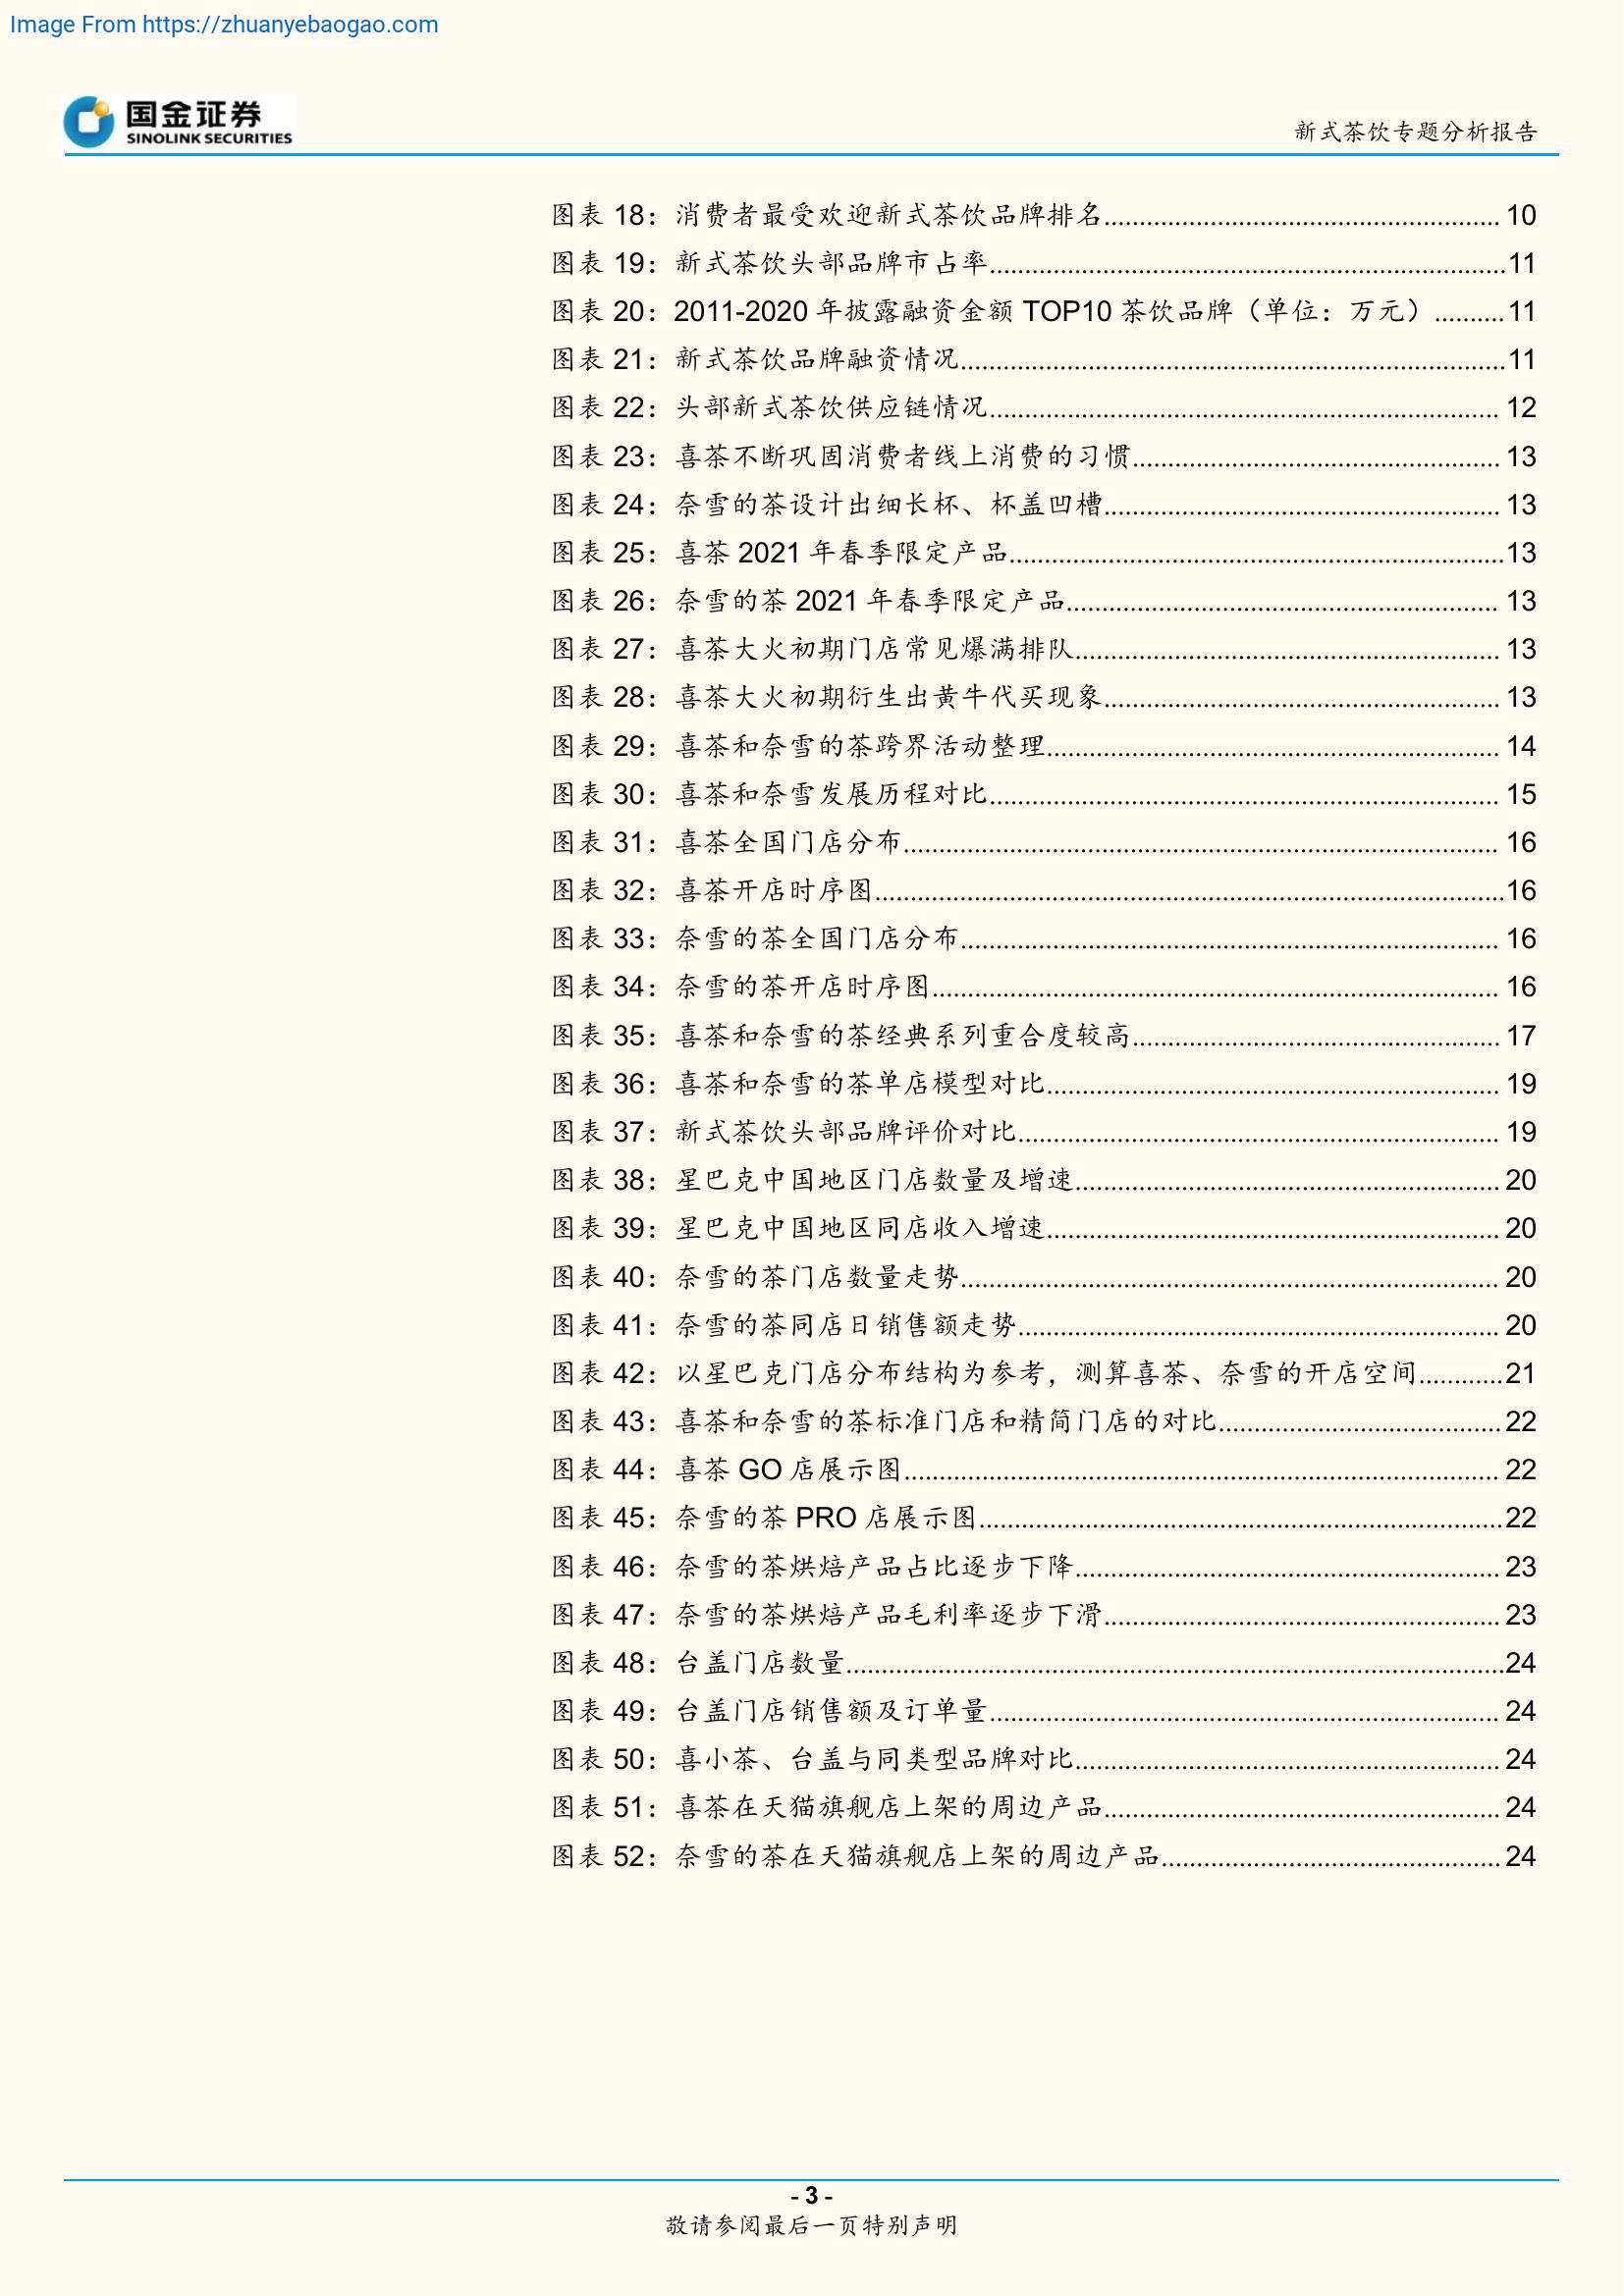 Image From https://zhuanyebaogao.com
国金证券
SINOLINK SECURITIES
新式茶饮专题分析报告
图表 18：消费者最受欢迎新式茶饮品牌排名 10
图表 19：新式茶饮头部品牌市占率 11
图表 20：2011-2020 年披露融资金额 TOP10 茶饮品牌（单位：万元） 11
图表 21：新式茶饮品牌融资情况 11
图表 22：头部新式茶饮供应链情况 12
图表 23：喜茶不断巩固消费者线上消费的习惯 13
图表 24：奈雪的茶设计出细长杯、杯盖凹槽 13
图表 25：喜茶 2021 年春季限定产品 13
图表 26：奈雪的茶 2021 年春季限定产品 13
图表 27：喜茶大火初期门店常见爆满排队 13
图表 28：喜茶大火初期衍生出黄牛代买现象 13
图表 29：喜茶和奈雪的茶跨界活动整理 14
图表 30：喜茶和奈雪发展历程对比 15
图表 31：喜茶全国门店分布 16
图表 32：喜茶开店时序图 16
图表 33：奈雪的茶全国门店分布 16
图表 34：奈雪的茶开店时序图 16
图表 35：喜茶和奈雪的茶经典系列重合度较高 17
图表 36：喜茶和奈雪的茶单店模型对比 19
图表 37：新式茶饮头部品牌评价对比 19
图表 38：星巴克中国地区门店数量及增速 20
图表 39：星巴克中国地区同店收入增速 20
图表 40：奈雪的茶门店数量走势 20
图表 41：奈雪的茶同店日销售额走势 20
图表 42：以星巴克门店分布结构为参考，测算喜茶、奈雪的开店空间 21
图表 43：喜茶和奈雪的茶标准门店和精简门店的对比 22
图表 44：喜茶 GO 店展示图 22
图表 45：奈雪的茶 PRO 店展示图 22
图表 46：奈雪的茶烘焙产品占比逐步下降 23
图表 47：奈雪的茶烘焙产品毛利率逐步下滑 23
图表 48：台盖门店数量 24
图表 49：台盖门店销售额及订单量 24
图表 50：喜小茶、台盖与同类型品牌对比 24
图表 51：喜茶在天猫旗舰店上架的周边产品 24
图表 52：奈雪的茶在天猫旗舰店上架的周边产品 24
- 3 -
敬请参阅最后一页特别声明